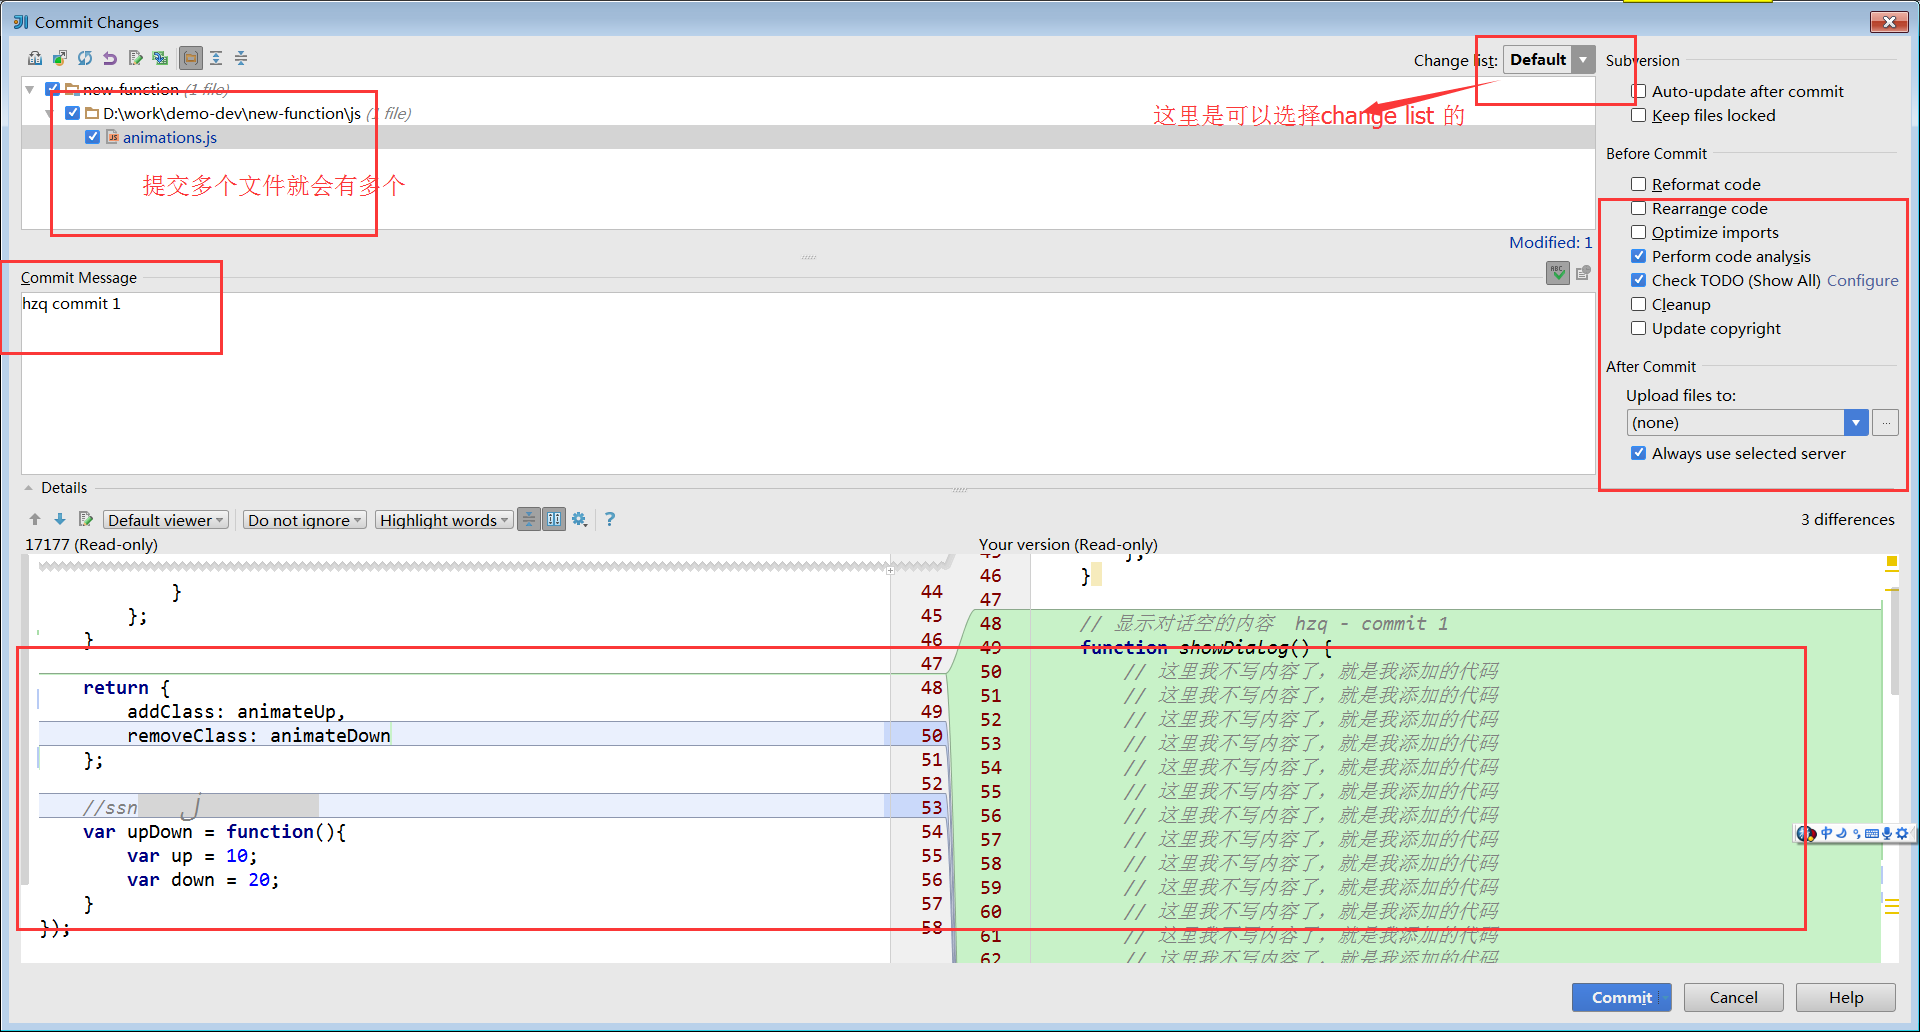 Commit Changes
Change list: Default
new-function (1 file)
D:\work\demo-dev\new-function\js (1 file)
animations.js
提交多个文件就会有多个
这里是可以选择change list 的
Modified: 1
Subversion
Auto-update after commit
Keep files locked
Before Commit
Reformat code
Rearrange code
Optimize imports
Perform code analysis
Check TODO (Show All) Configure
Cleanup
Update copyright
After Commit
Upload files to:
(none)
...
Always use selected server
Commit Message
hzq commit 1
Details
Default viewer Do not ignore Highlight words ?
3 differences
17177 (Read-only)
} 44
}; 45
} 46
47
return { 48
addClass: animateUp, 49
removeClass: animateDown 50
}; 51
52
//ssn 53
var upDown = function(){ 54
var up = 10; 55
var down = 20; 56
} 57
}); 58
Your version (Read-only)
45 };
46 }
47
48 // 显示对话空的内容 hzq - commit 1
49 function showDialog() {
50 // 这里我不写内容了，就是我添加的代码
51 // 这里我不写内容了，就是我添加的代码
52 // 这里我不写内容了，就是我添加的代码
53 // 这里我不写内容了，就是我添加的代码
54 // 这里我不写内容了，就是我添加的代码
55 // 这里我不写内容了，就是我添加的代码
56 // 这里我不写内容了，就是我添加的代码
57 // 这里我不写内容了，就是我添加的代码
58 // 这里我不写内容了，就是我添加的代码
59 // 这里我不写内容了，就是我添加的代码
60 // 这里我不写内容了，就是我添加的代码
61 // 这里我不写内容了，就是我添加的代码
62 // 这里我不写内容了，就是我添加的代码
中
Commit Cancel Help